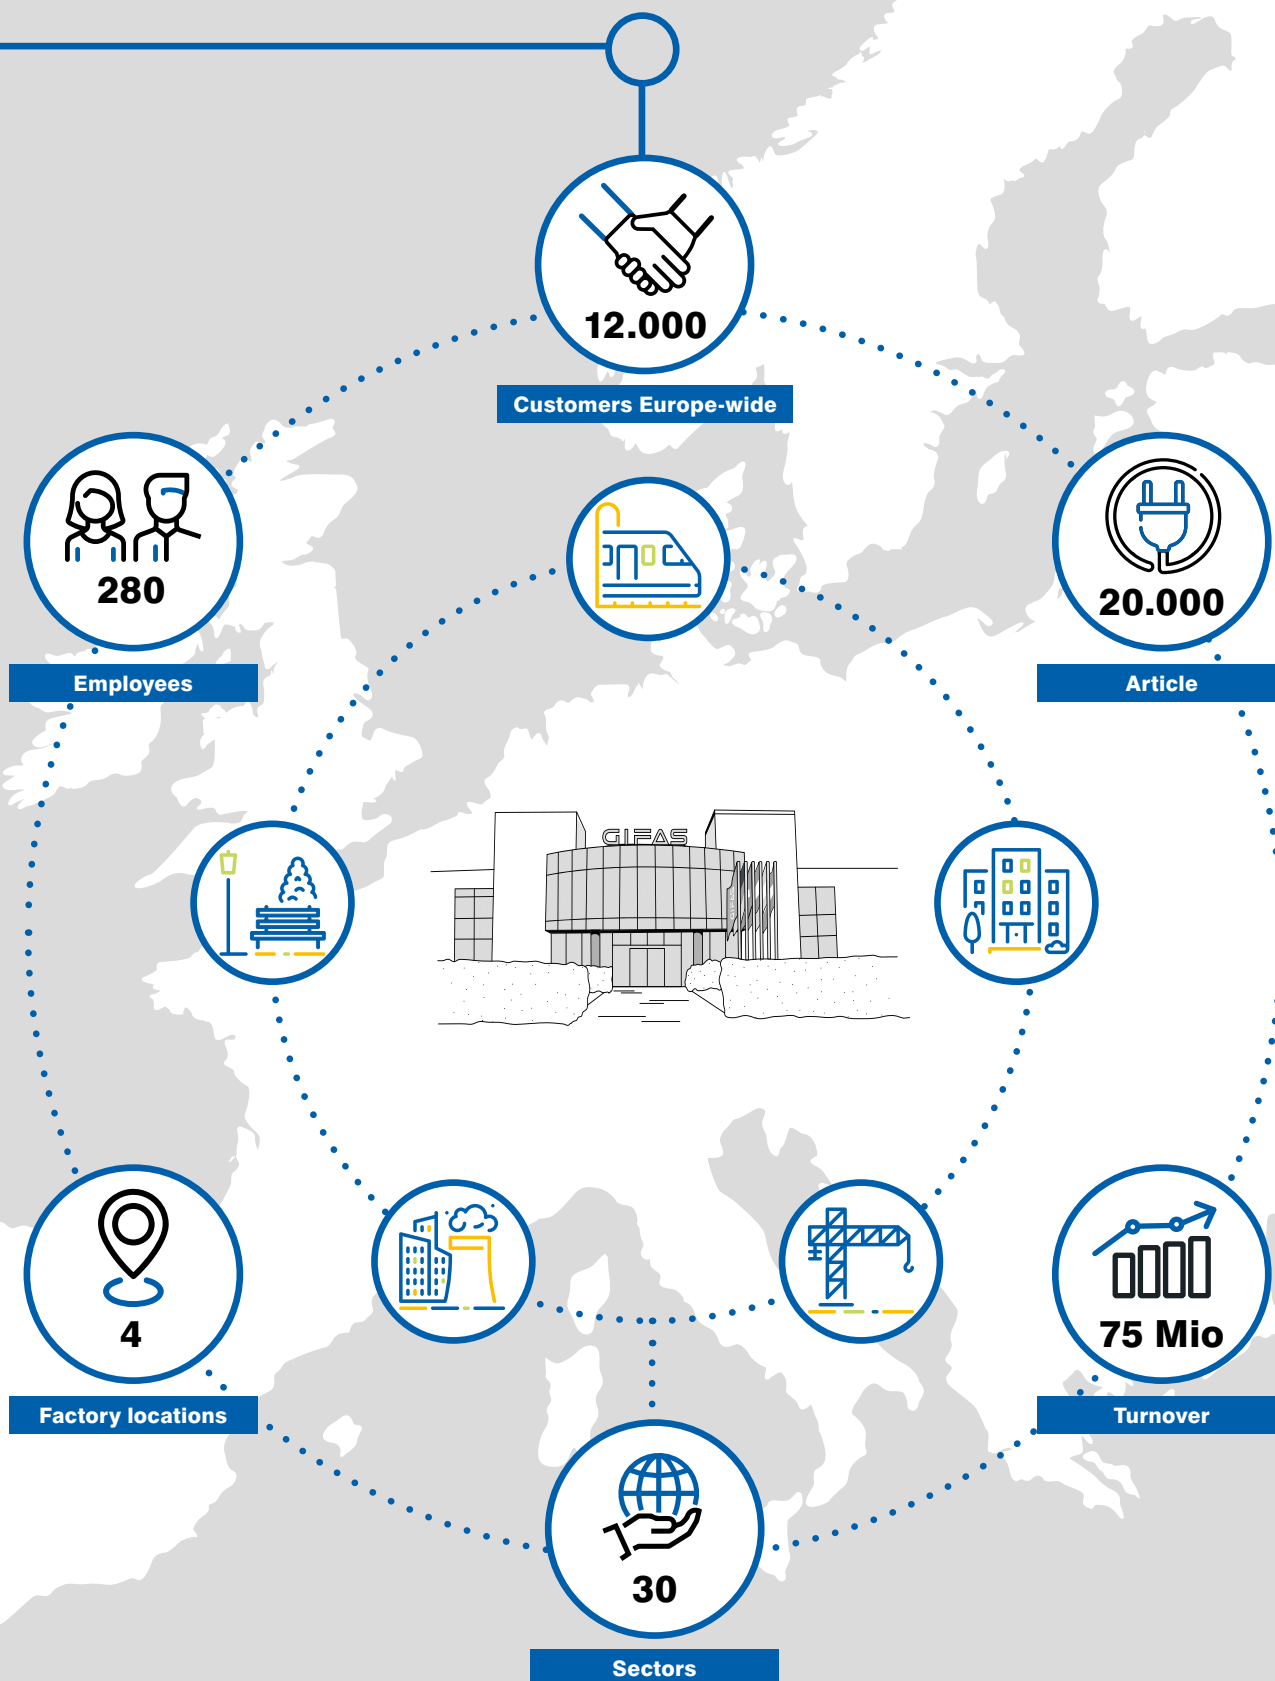 12.000
Customers Europe-wide
280
Employees
20.000
Article
GIFAS
4
Factory locations
75 Mio
Turnover
30
Sectors